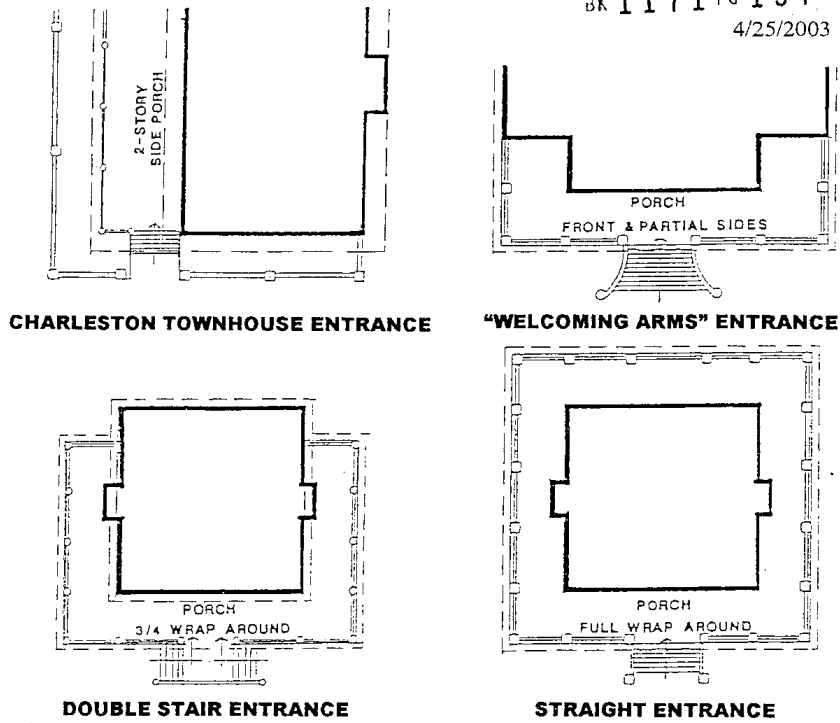 4/25/2003
2-STORY
SIDE PORCH
PORCH
FRONT & PARTIAL SIDES
CHARLESTON TOWNHOUSE ENTRANCE
“WELCOMING ARMS” ENTRANCE
PORCH
3/4 WRAP AROUND
PORCH
FULL WRAP AROUND
DOUBLE STAIR ENTRANCE
STRAIGHT ENTRANCE